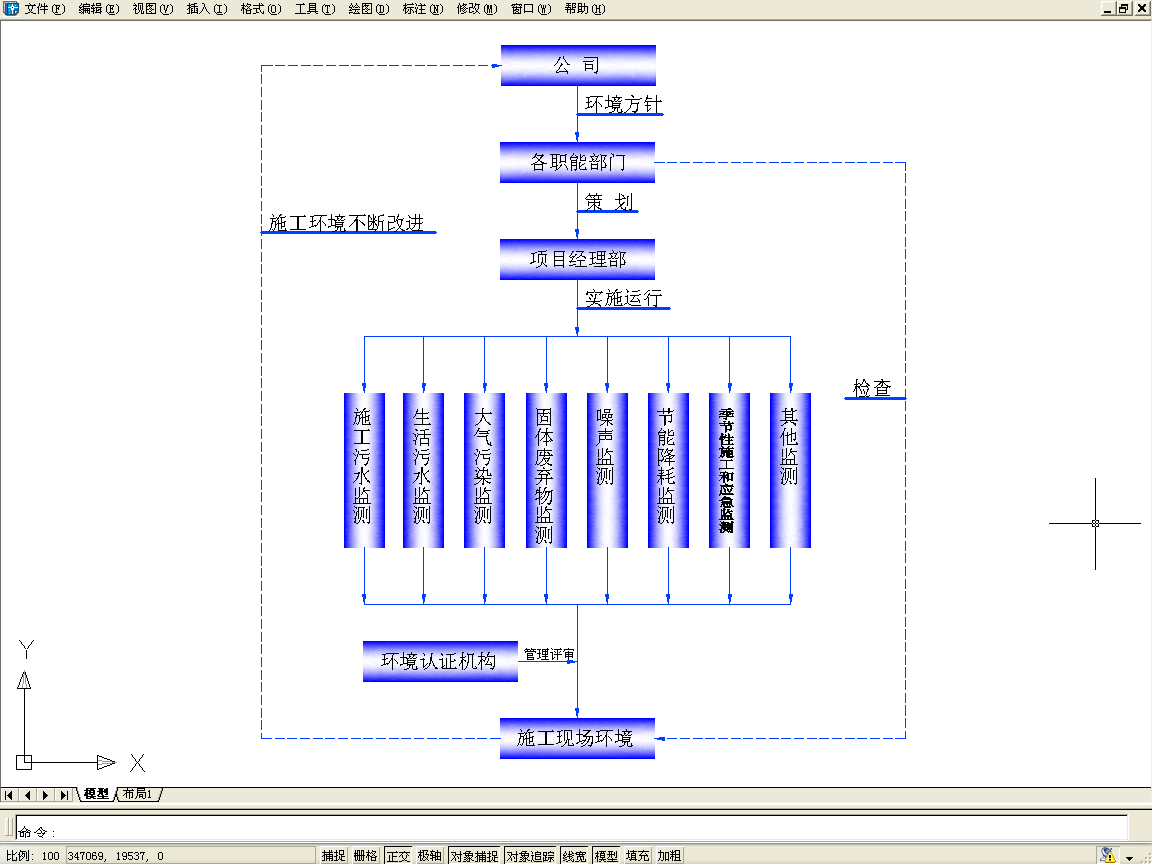 文件(F) 编辑(E) 视图(V) 插入(I) 格式(O) 工具(T) 绘图(D) 标注(N) 修改(M) 窗口(W) 帮助(H)
公 司
环境方针
各职能部门
策 划
施工环境不断改进
项目经理部
实施运行
检查
施工污水监测
生活污水监测
大气污染监测
固体废弃物监测
噪声监测
节能降耗监测
季节性施工和应急监测
其他监测
环境认证机构
管理评审
施工现场环境
Y
X
模型 布局1
命令:
比例: 100 347069, 19537, 0 捕捉 栅格 正交 极轴 对象捕捉 对象追踪 线宽 模型 填充 加粗